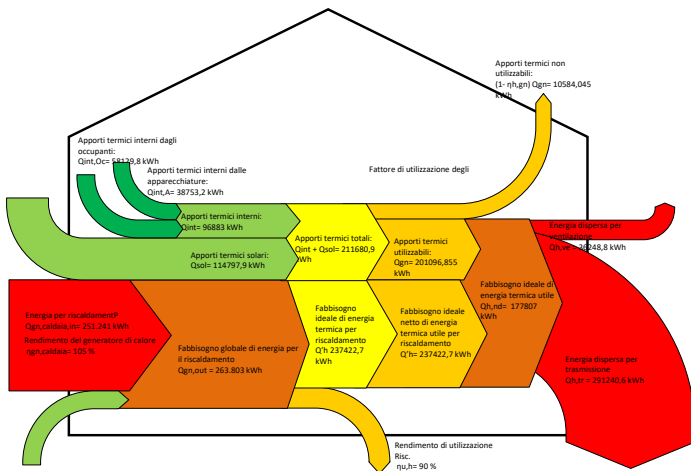 Apporti termici non
utilizzabili:
(1- ηh,gn) Qgn= 10584,045
kWh
Apporti termici interni dagli
occupanti:
Qint,Oc= 58129,8 kWh
Apporti termici interni dalle
apparecchiature:
Qint,A= 38753,2 kWh
Fattore di utilizzazione degli
Apporti termici interni:
Qint= 96883 kWh
Apporti termici solari:
Qsol= 114797,9 kWh
Apporti termici totali:
Qint + Qsol= 211680,9
kWh
Apporti termici
utilizzabili:
Qgn= 201096,855
kWh
Energia dispersa per
ventilazione
Qh,ve = 26248,8 kWh
Fabbisogno ideale di
energia termica utile
Qh,nd= 177807
kWh
Energia per riscaldamentP
Qgn,caldaia,in= 251.241 kWh
Rendimento del generatore di calore
ηgn,caldaia= 105 %
Fabbisogno globale di energia per
il riscaldamento
Qgn,out = 263.803 kWh
Fabbisogno
ideale di energia
termica per
riscaldamento
Q'h 237422,7
kWh
Fabbisogno ideale
netto di energia
termica utile per
riscaldamento
Q'h= 237422,7 kWh
Energia dispersa per
trasmissione
Qh,tr = 291240,6 kWh
Rendimento di utilizzazione
Risc.
ηu,h= 90 %